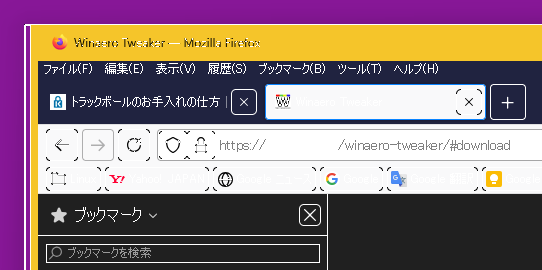 Winaero Tweaker — Mozilla Firefox
ファイル(F) 編集(E) 表示(V) 履歴(S) ブックマーク(B) ツール(T) ヘルプ(H)
トラックボールのお手入れの仕方 Winaero Tweaker
https:// /winaero-tweaker/#download
ブックマーク
ブックマークを検索